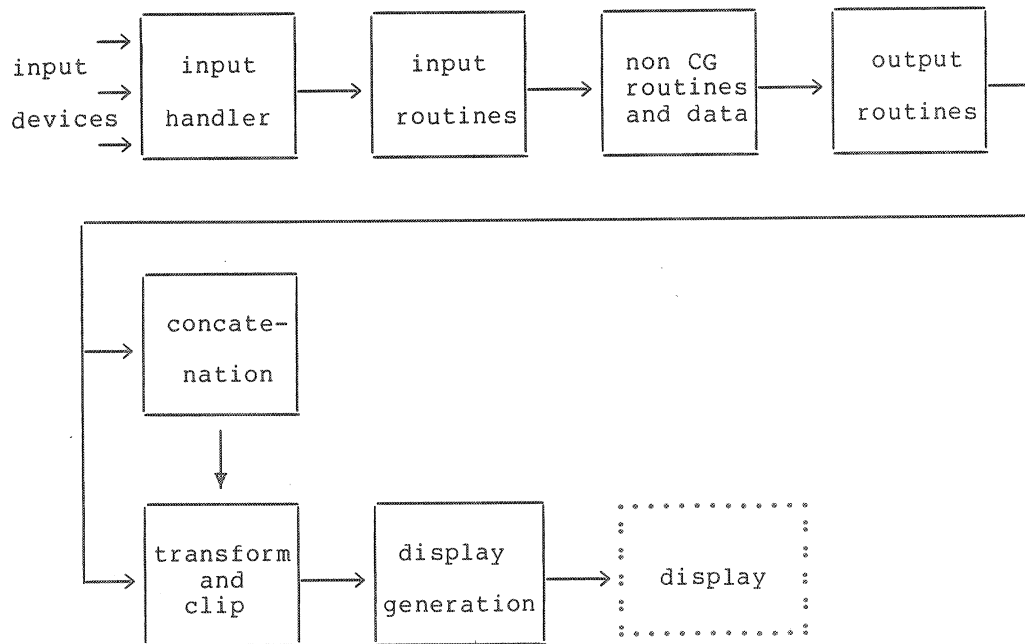 input
devices
input
handler
input
routines
non CG
routines
and data
output
routines
concate-
nation
transform
and
clip
display
generation
display